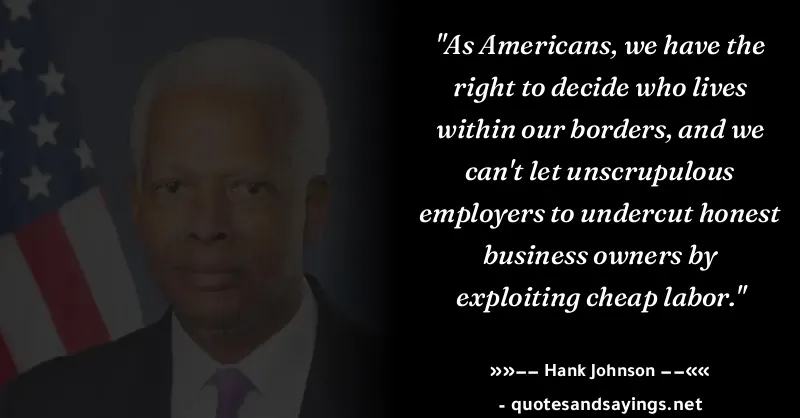 "As Americans, we have the
right to decide who lives
within our borders, and we
can't let unscrupulous
employers to undercut honest
business owners by
exploiting cheap labor."
»»−− Hank Johnson −−««
- quotesandsayings.net